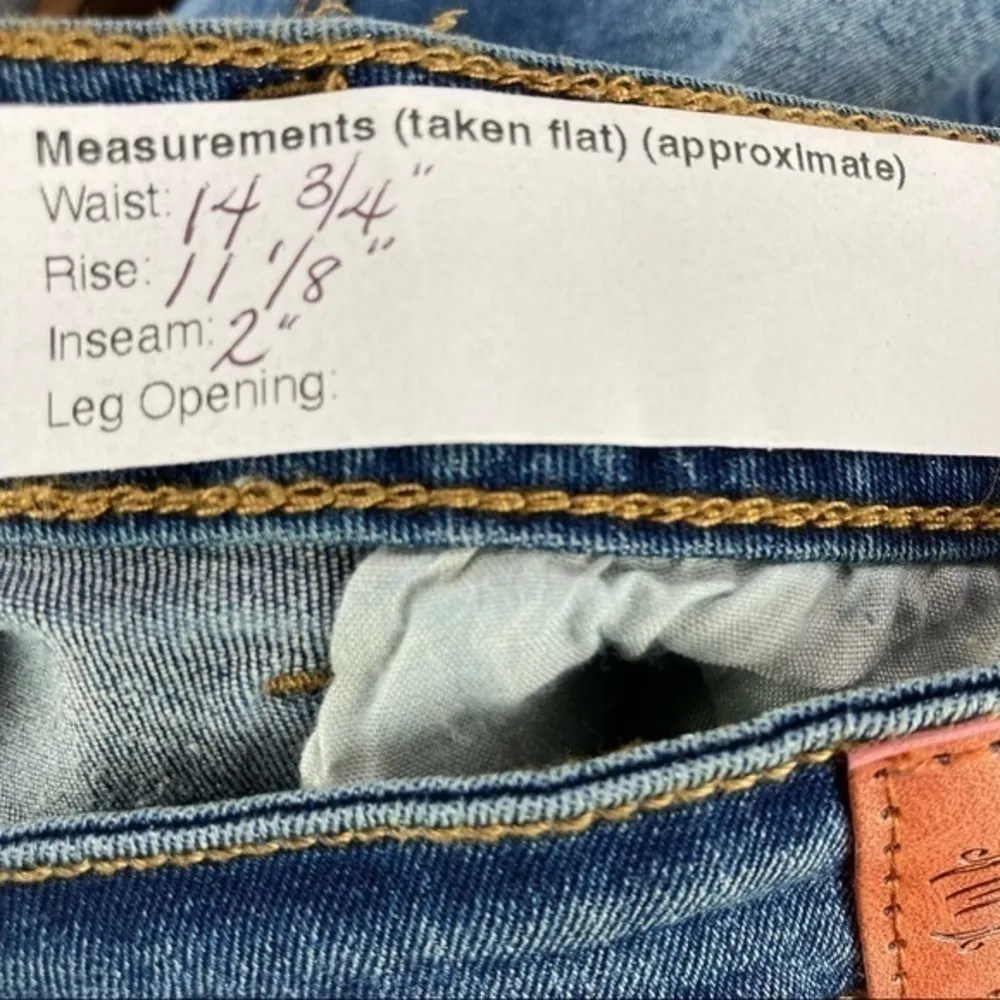 Measurements (taken flat) (approximate)
Waist: 14 3/4"
Rise: 11 1/8"
Inseam: 2"
Leg Opening: